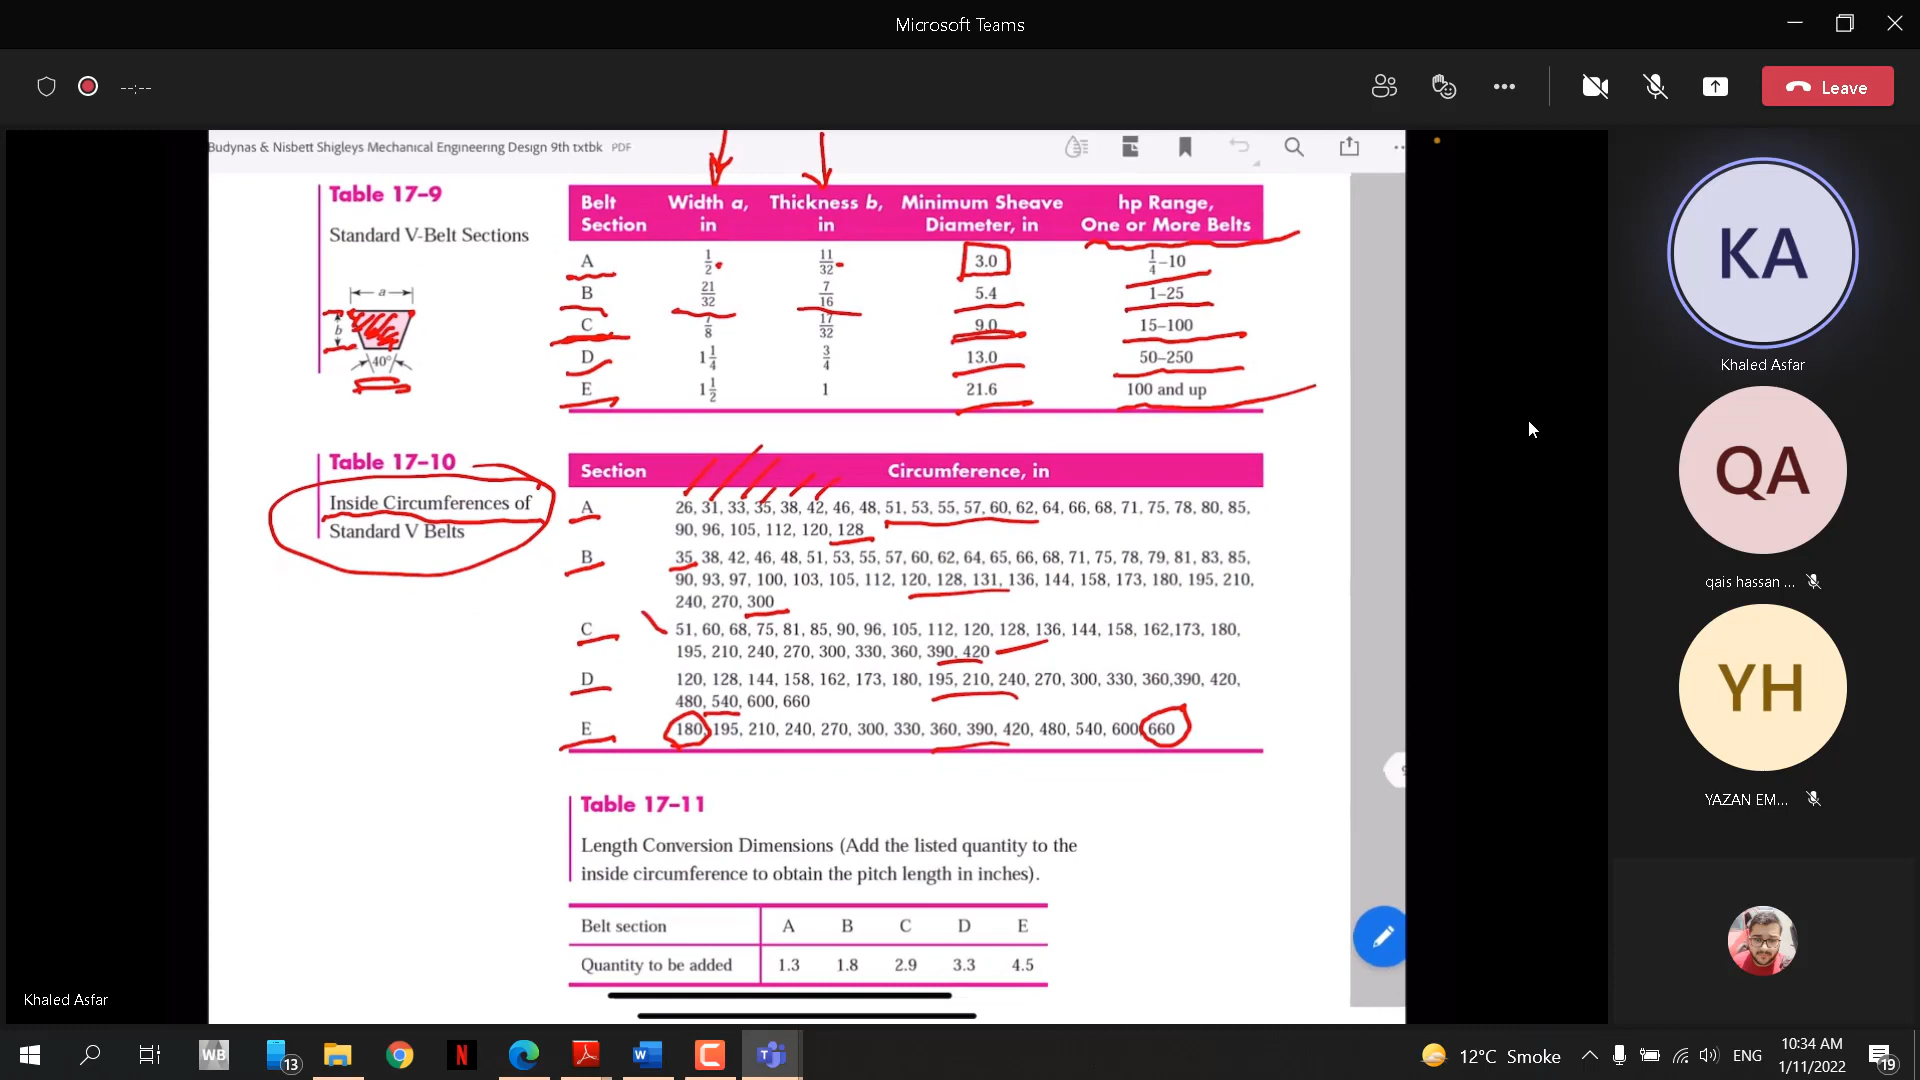 Microsoft Teams
--:--
Leave
Budynas & Nisbett Shigleys Mechanical Engineering Design 9th txtbk PDF
Table 17–9
Standard V-Belt Sections
a
b
40°
Belt Section Width a, in Thickness b, in Minimum Sheave Diameter, in hp Range, One or More Belts
A 1/2 11/32 3.0 1/4–10
B 21/32 7/16 5.4 1–25
C 7/8 17/32 9.0 15–100
D 1 1/4 3/4 13.0 50–250
E 1 1/2 1 21.6 100 and up
Table 17–10
Inside Circumferences of
Standard V Belts
Section Circumference, in
A 26, 31, 33, 35, 38, 42, 46, 48, 51, 53, 55, 57, 60, 62, 64, 66, 68, 71, 75, 78, 80, 85,
90, 96, 105, 112, 120, 128
B 35, 38, 42, 46, 48, 51, 53, 55, 57, 60, 62, 64, 65, 66, 68, 71, 75, 78, 79, 81, 83, 85,
90, 93, 97, 100, 103, 105, 112, 120, 128, 131, 136, 144, 158, 173, 180, 195, 210,
240, 270, 300
C 51, 60, 68, 75, 81, 85, 90, 96, 105, 112, 120, 128, 136, 144, 158, 162,173, 180,
195, 210, 240, 270, 300, 330, 360, 390, 420
D 120, 128, 144, 158, 162, 173, 180, 195, 210, 240, 270, 300, 330, 360,390, 420,
480, 540, 600, 660
E 180, 195, 210, 240, 270, 300, 330, 360, 390, 420, 480, 540, 600, 660
Table 17–11
Length Conversion Dimensions (Add the listed quantity to the
inside circumference to obtain the pitch length in inches).
Belt section A B C D E
Quantity to be added 1.3 1.8 2.9 3.3 4.5
KA
Khaled Asfar
QA
qais hassan ...
YH
YAZAN EM...
Khaled Asfar
WB
13
12°C Smoke
ENG
10:34 AM
1/11/2022
19